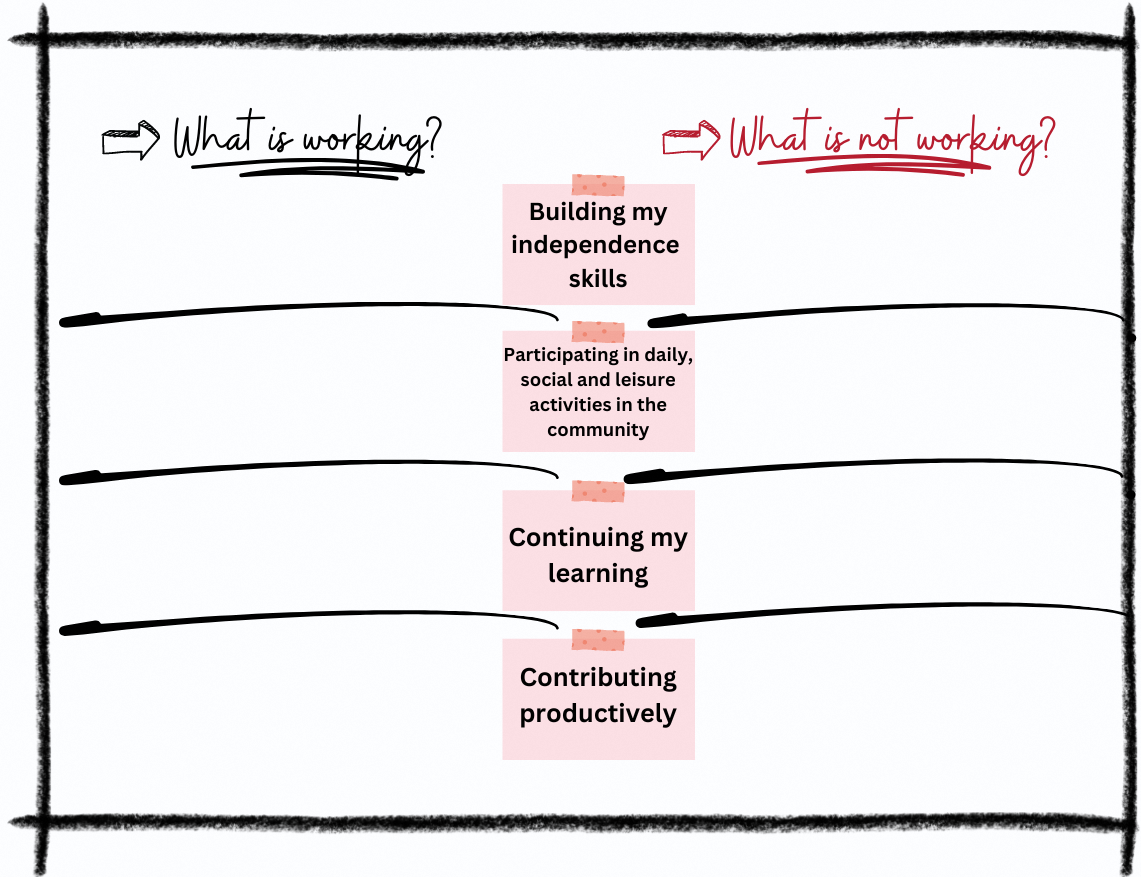 What is working?
What is not working?
Building my
independence
skills
Participating in daily,
social and leisure
activities in the
community
Continuing my
learning
Contributing
productively